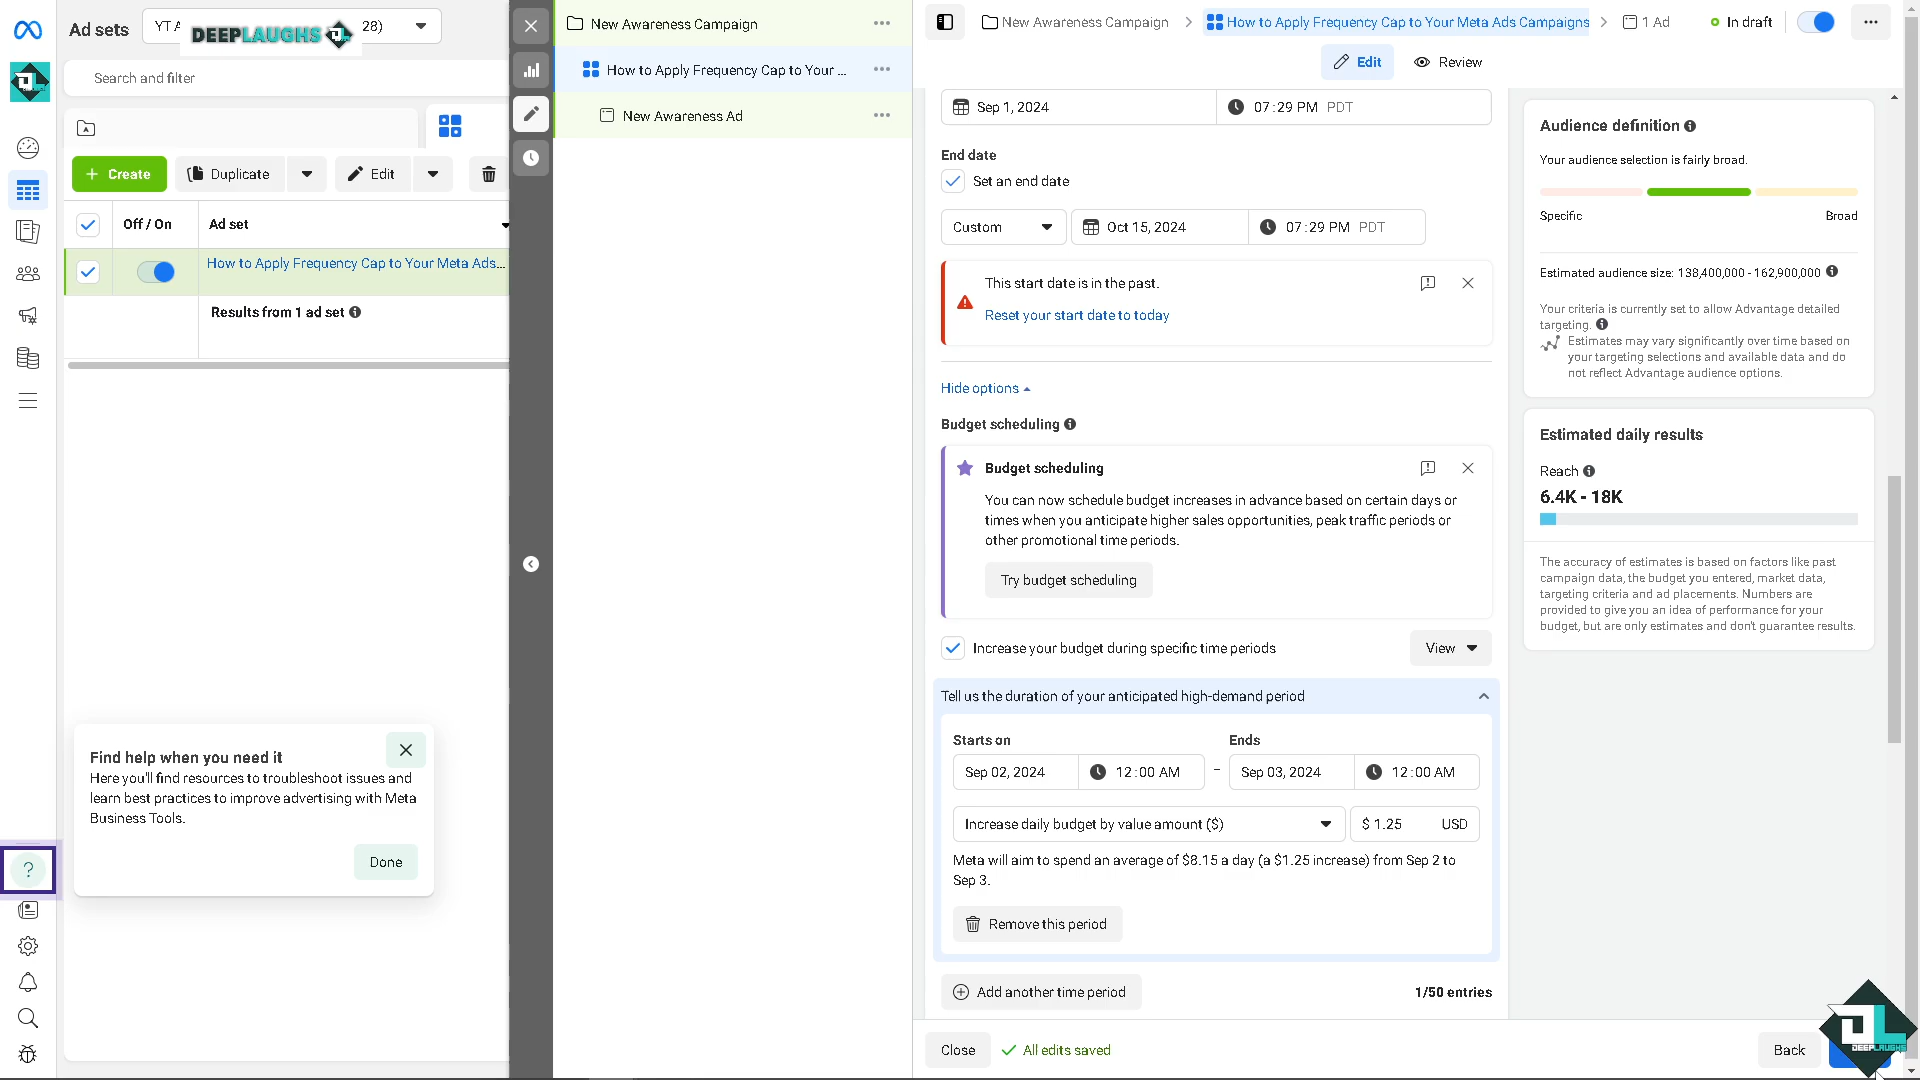 Ad sets
YT A
DEEPLAUGHS
28)
Search and filter
Create
Duplicate
Edit
Off / On
Ad set
How to Apply Frequency Cap to Your Meta Ads...
Results from 1 ad set
Find help when you need it
Here you'll find resources to troubleshoot issues and
learn best practices to improve advertising with Meta
Business Tools.
Done
New Awareness Campaign
How to Apply Frequency Cap to Your ...
New Awareness Ad
New Awareness Campaign
How to Apply Frequency Cap to Your Meta Ads Campaigns
1 Ad
In draft
Edit
Review
Sep 1, 2024
07:29 PM PDT
End date
Set an end date
Custom
Oct 15, 2024
07:29 PM PDT
This start date is in the past.
Reset your start date to today
Hide options
Budget scheduling
Budget scheduling
You can now schedule budget increases in advance based on certain days or
times when you anticipate higher sales opportunities, peak traffic periods or
other promotional time periods.
Try budget scheduling
Increase your budget during specific time periods
View
Tell us the duration of your anticipated high-demand period
Starts on
Ends
Sep 02, 2024
12:00 AM
–
Sep 03, 2024
12:00 AM
Increase daily budget by value amount ($)
$ 1.25 USD
Meta will aim to spend an average of $8.15 a day (a $1.25 increase) from Sep 2 to
Sep 3.
Remove this period
Add another time period
1/50 entries
Close
All edits saved
Back
Audience definition
Your audience selection is fairly broad.
Specific
Broad
Estimated audience size: 138,400,000 - 162,900,000
Your criteria is currently set to allow Advantage detailed
targeting.
Estimates may vary significantly over time based on
your targeting selections and available data and do
not reflect Advantage audience options.
Estimated daily results
Reach
6.4K - 18K
The accuracy of estimates is based on factors like past
campaign data, the budget you entered, market data,
targeting criteria and ad placements. Numbers are
provided to give you an idea of performance for your
budget, but are only estimates and don't guarantee results.
DEEPLAUGHS